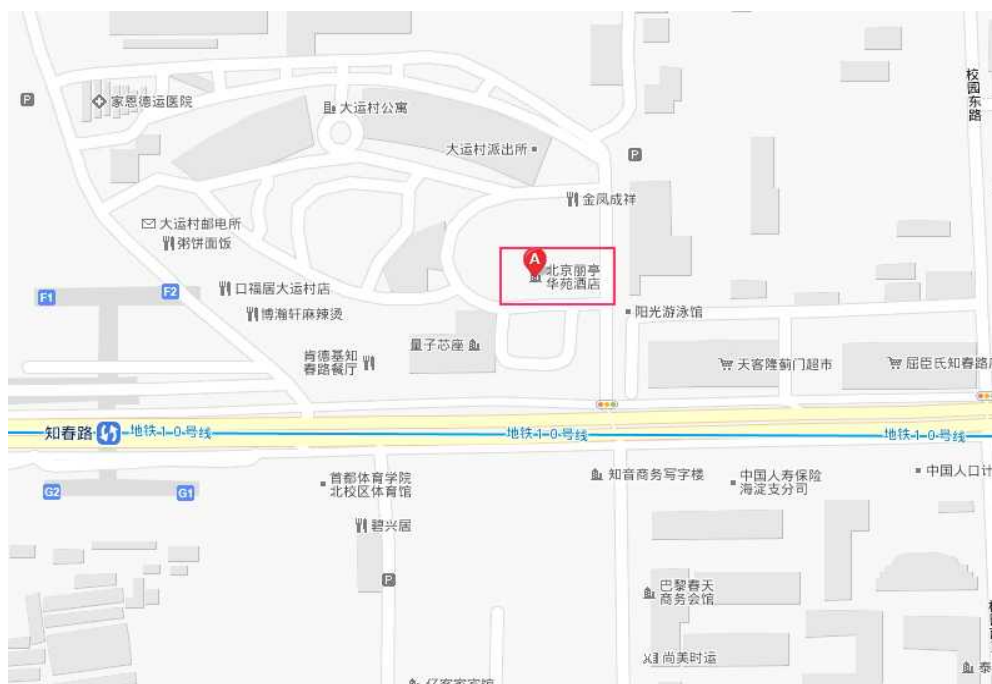 校园东路
P
家恩德运医院
大运村公寓
大运村派出所
P
金凤成祥
大运村邮电所
粥饼面饭
A
北京丽亭
华苑酒店
F1
F2
口福居大运村店
博瀚轩麻辣烫
阳光游泳馆
量子芯座
肯德基知
春路餐厅
天客隆蓟门超市
屈臣氏知春路
知春路
地铁1-0号线
地铁1-0号线
地铁1-0号线
首都体育学院
北校区体育馆
知音商务写字楼
中国人寿保险
海淀支分司
中国人口计
G2
G1
碧兴居
P
巴黎春天
商务会馆
尚美时运
泰